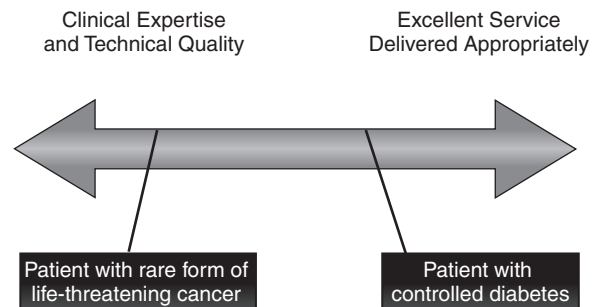 Clinical Expertise
and Technical Quality
Excellent Service
Delivered Appropriately
Patient with rare form of
life-threatening cancer
Patient with
controlled diabetes